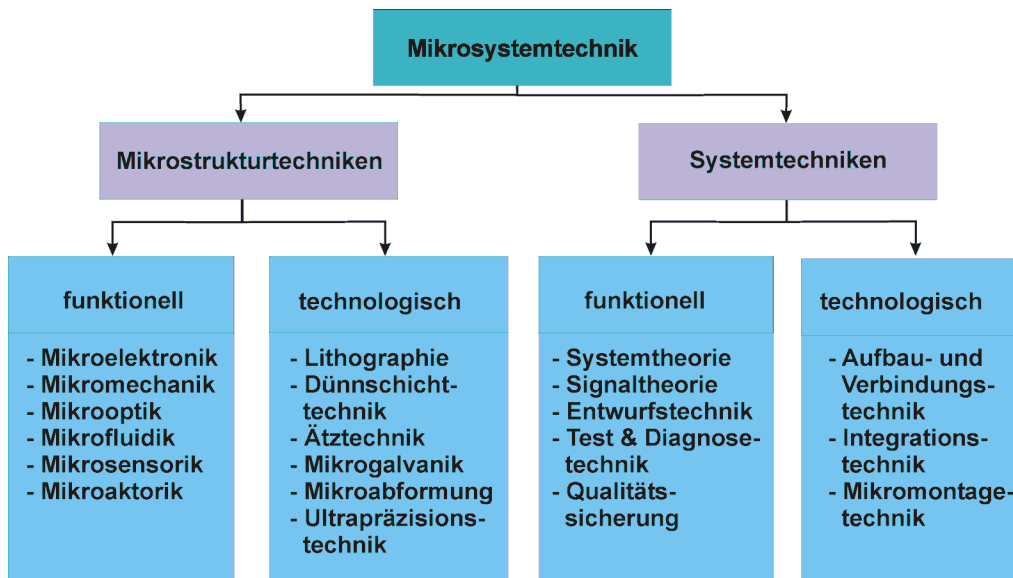 Mikrosystemtechnik
Mikrostrukturtechniken
Systemtechniken
funktionell
- Mikroelektronik
- Mikromechanik
- Mikrooptik
- Mikrofluidik
- Mikrosensorik
- Mikroaktorik
technologisch
- Lithographie
- Dünnschicht-
technik
- Ätztechnik
- Mikrogalvanik
- Mikroabformung
- Ultrapräzisions-
technik
funktionell
- Systemtheorie
- Signaltheorie
- Entwurfstechnik
- Test & Diagnose-
technik
- Qualitäts-
sicherung
technologisch
- Aufbau- und
Verbindungs-
technik
- Integrations-
technik
- Mikromontage-
technik